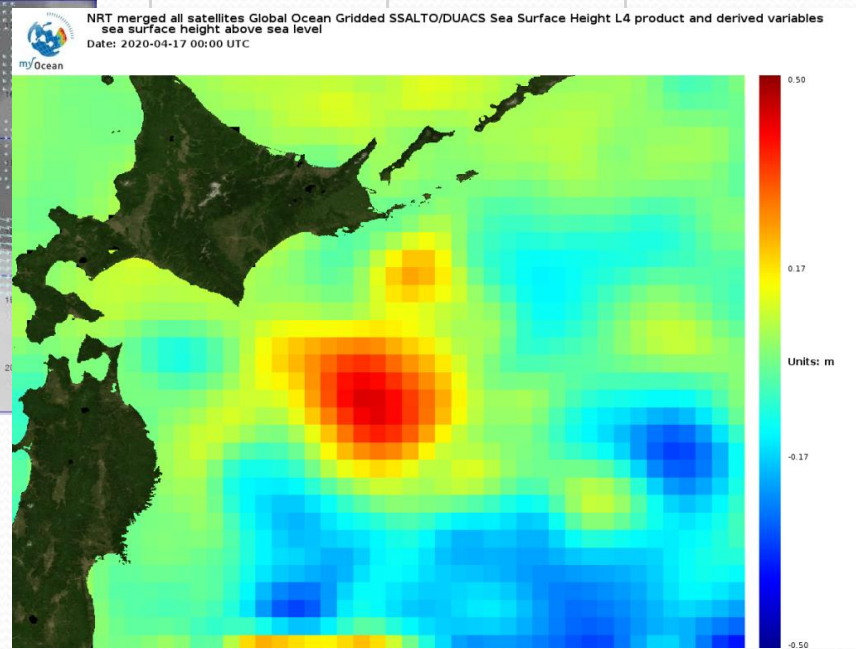 NRT merged all satellites Global Ocean Gridded SSALTO/DUACS Sea Surface Height L4 product and derived variables
sea surface height above sea level
Date: 2020-04-17 00:00 UTC
myOcean
0.50
0.17
Units: m
-0.17
-0.50